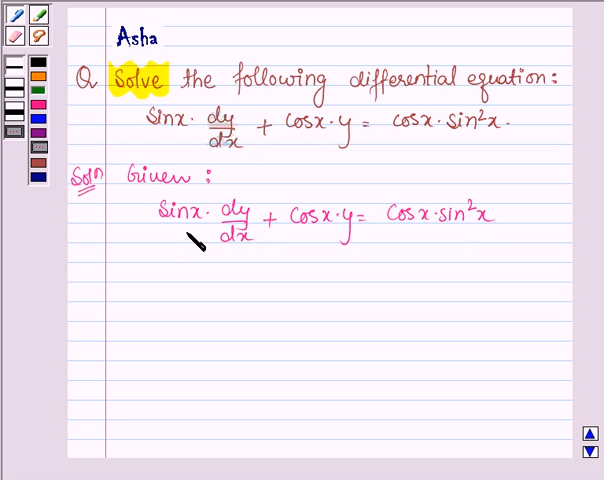 Asha
Q Solve the following differential equation:
sinx · dy/dx + cosx · y = cosx · sin²x.
Soln Given :
sinx · dy/dx + cosx · y = cosx · sin²x